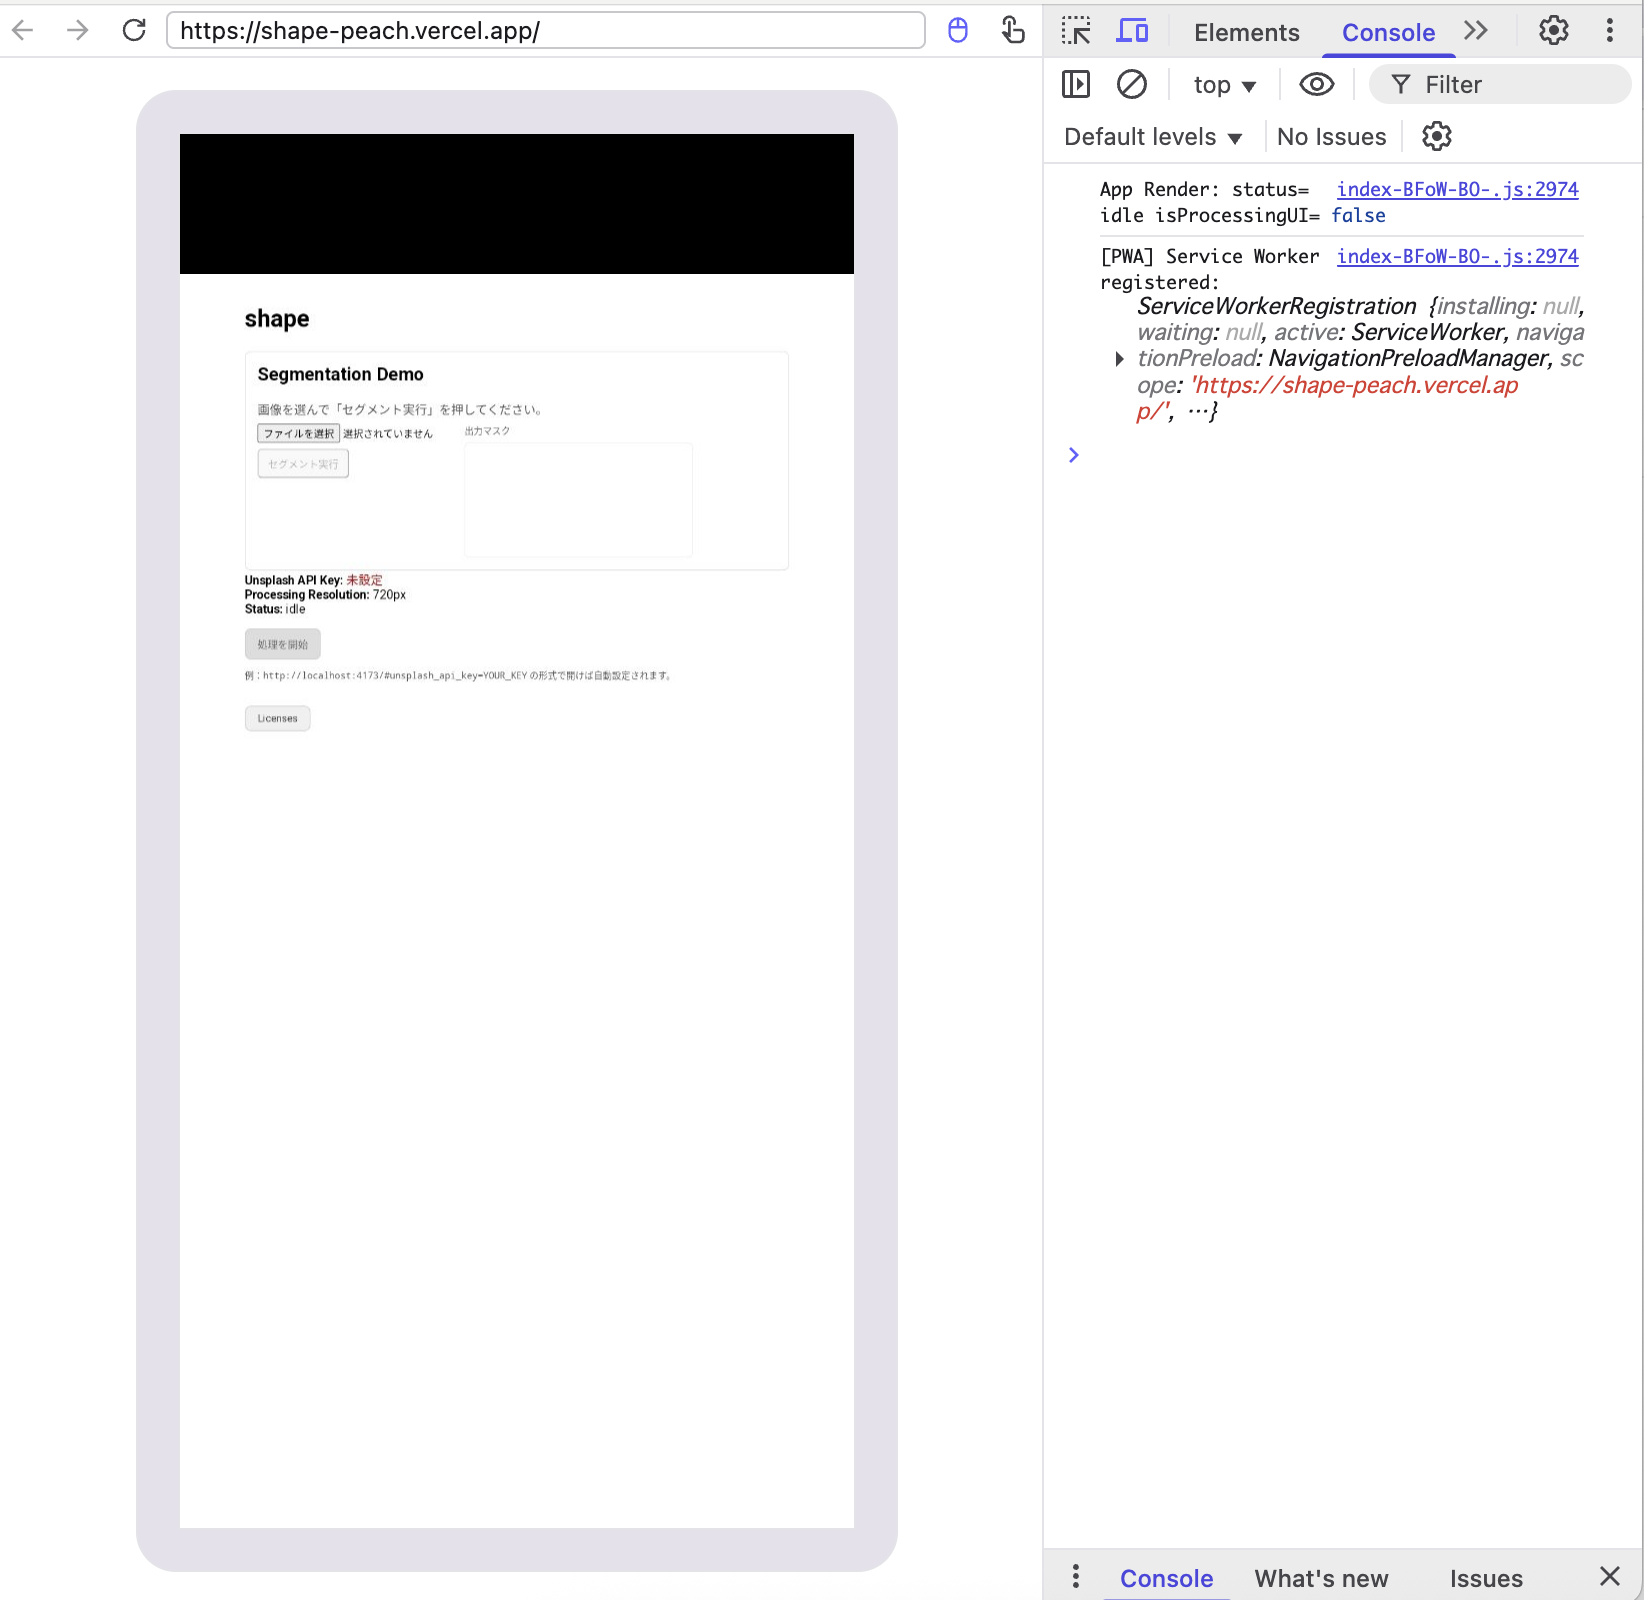 https://shape-peach.vercel.app/
Elements
Console
top
Filter
Default levels
No Issues
shape
Segmentation Demo
画像を選んで「セグメント実行」を押してください。
ファイルを選択 選択されていません
出力マスク
セグメント実行
Unsplash API Key: 未設定
Processing Resolution: 720px
Status: idle
処理を開始
例：http://localhost:4173/#unsplash_api_key=YOUR_KEY の形式で開けば自動設定されます。
Licenses
App Render: status= index-BFoW-BO-.js:2974
idle isProcessingUI= false
[PWA] Service Worker index-BFoW-BO-.js:2974
registered:
ServiceWorkerRegistration {installing: null,
waiting: null, active: ServiceWorker, naviga
tionPreload: NavigationPreloadManager, sc
ope: 'https://shape-peach.vercel.ap
p/', …}
Console
What's new
Issues